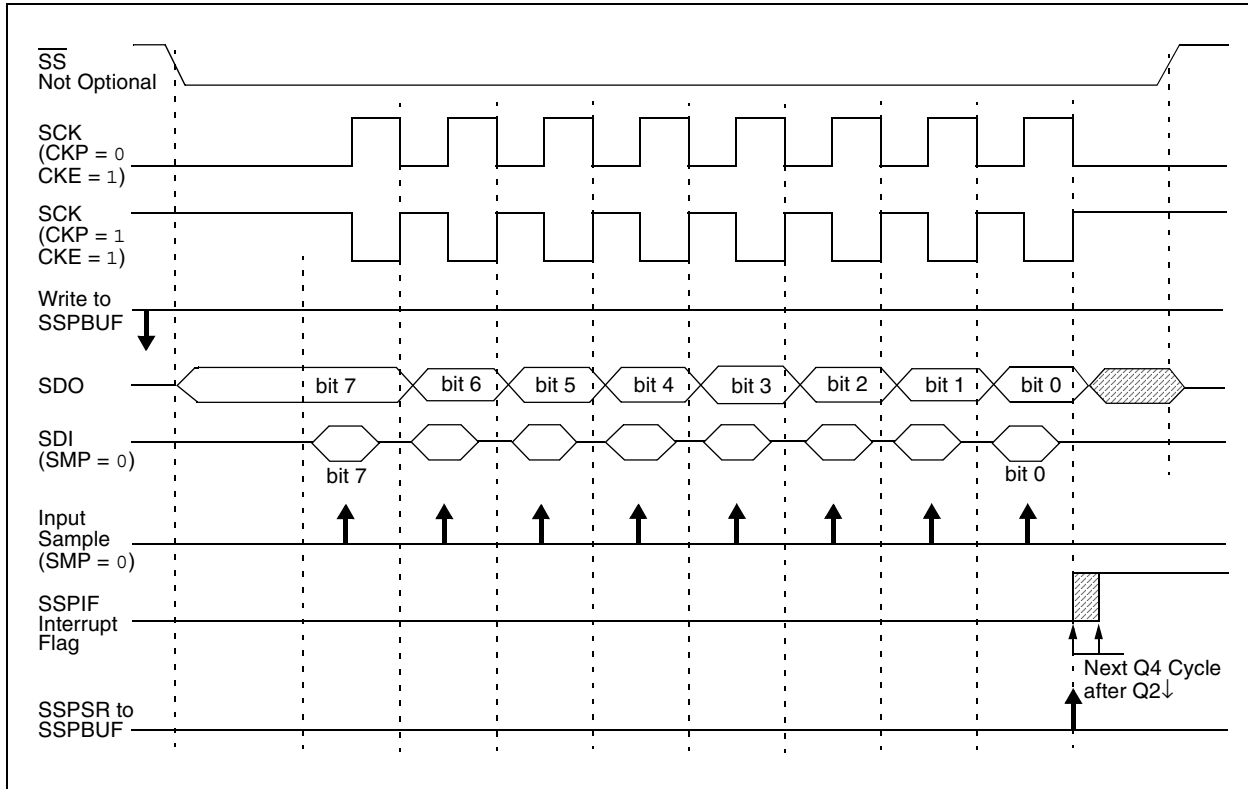 SS
Not Optional
SCK
(CKP = 0
CKE = 1)
SCK
(CKP = 1
CKE = 1)
Write to
SSPBUF
SDO
bit 7
bit 6
bit 5
bit 4
bit 3
bit 2
bit 1
bit 0
SDI
(SMP = 0)
bit 7
bit 0
Input
Sample
(SMP = 0)
SSPIF
Interrupt
Flag
Next Q4 Cycle
after Q2↓
SSPSR to
SSPBUF